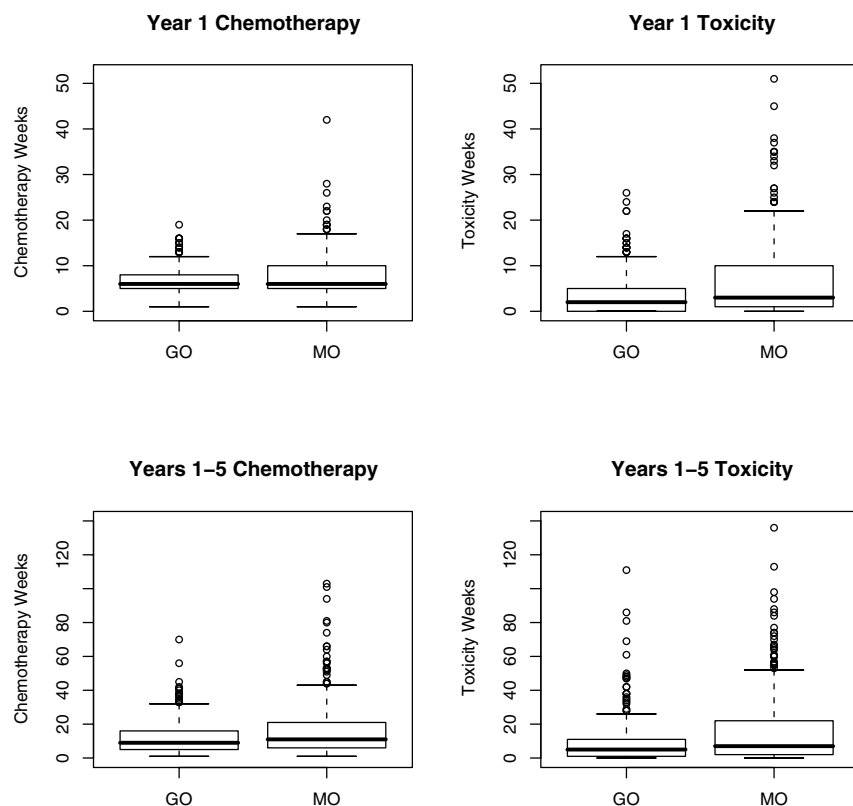 Year 1 Chemotherapy
Chemotherapy Weeks
50
40
30
20
10
0
GO MO
Year 1 Toxicity
Toxicity Weeks
50
40
30
20
10
0
GO MO
Years 1–5 Chemotherapy
Chemotherapy Weeks
120
80
60
40
20
0
GO MO
Years 1–5 Toxicity
Toxicity Weeks
120
80
60
40
20
0
GO MO